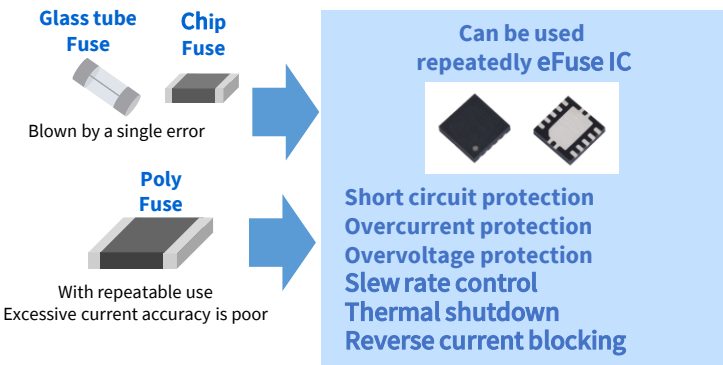 Glass tube
Fuse
Chip
Fuse
Blown by a single error
Poly
Fuse
With repeatable use
Excessive current accuracy is poor
Can be used
repeatedly eFuse IC
Short circuit protection
Overcurrent protection
Overvoltage protection
Slew rate control
Thermal shutdown
Reverse current blocking